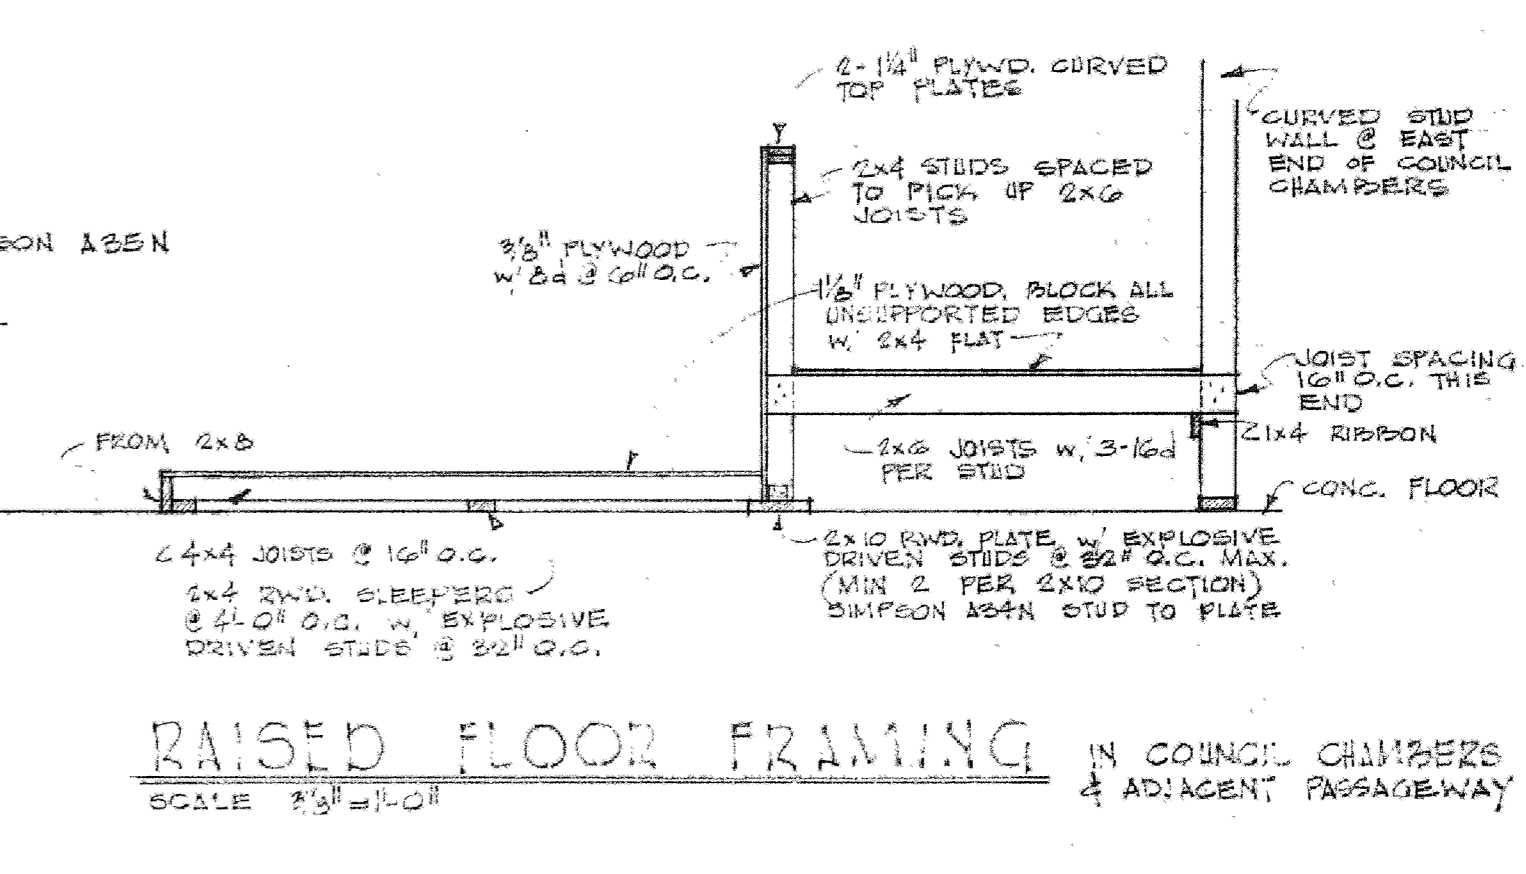 2-1¼" PLYWD. CURVED
TOP PLATES
CURVED STUD
WALL @ EAST
END OF COUNCIL
CHAMBERS
2x4 STUDS SPACED
TO PICK UP 2x6
JOISTS
A35N
3/8" PLYWOOD
w/ 8d @ 6" O.C.
1⅛" PLYWOOD. BLOCK ALL
UNSUPPORTED EDGES
w/ 2x4 FLAT
JOIST SPACING
16" O.C. THIS
END
1x4 RIBBON
FROM 2x8
2x6 JOISTS w/ 3-16d
PER STUD
CONC. FLOOR
4x4 JOISTS @ 16" O.C.
2x4 RWD. SLEEPERS
@ 4'-0" O.C. w/ EXPLOSIVE
DRIVEN STUDS @ 32" O.C.
2x10 RWD. PLATE w/ EXPLOSIVE
DRIVEN STUDS @ 32" O.C. MAX.
(MIN 2 PER 2x10 SECTION)
SIMPSON A34N STUD TO PLATE
RAISED FLOOR FRAMING
SCALE 3/8"=1'-0"
IN COUNCIL CHAMBERS
& ADJACENT PASSAGEWAY